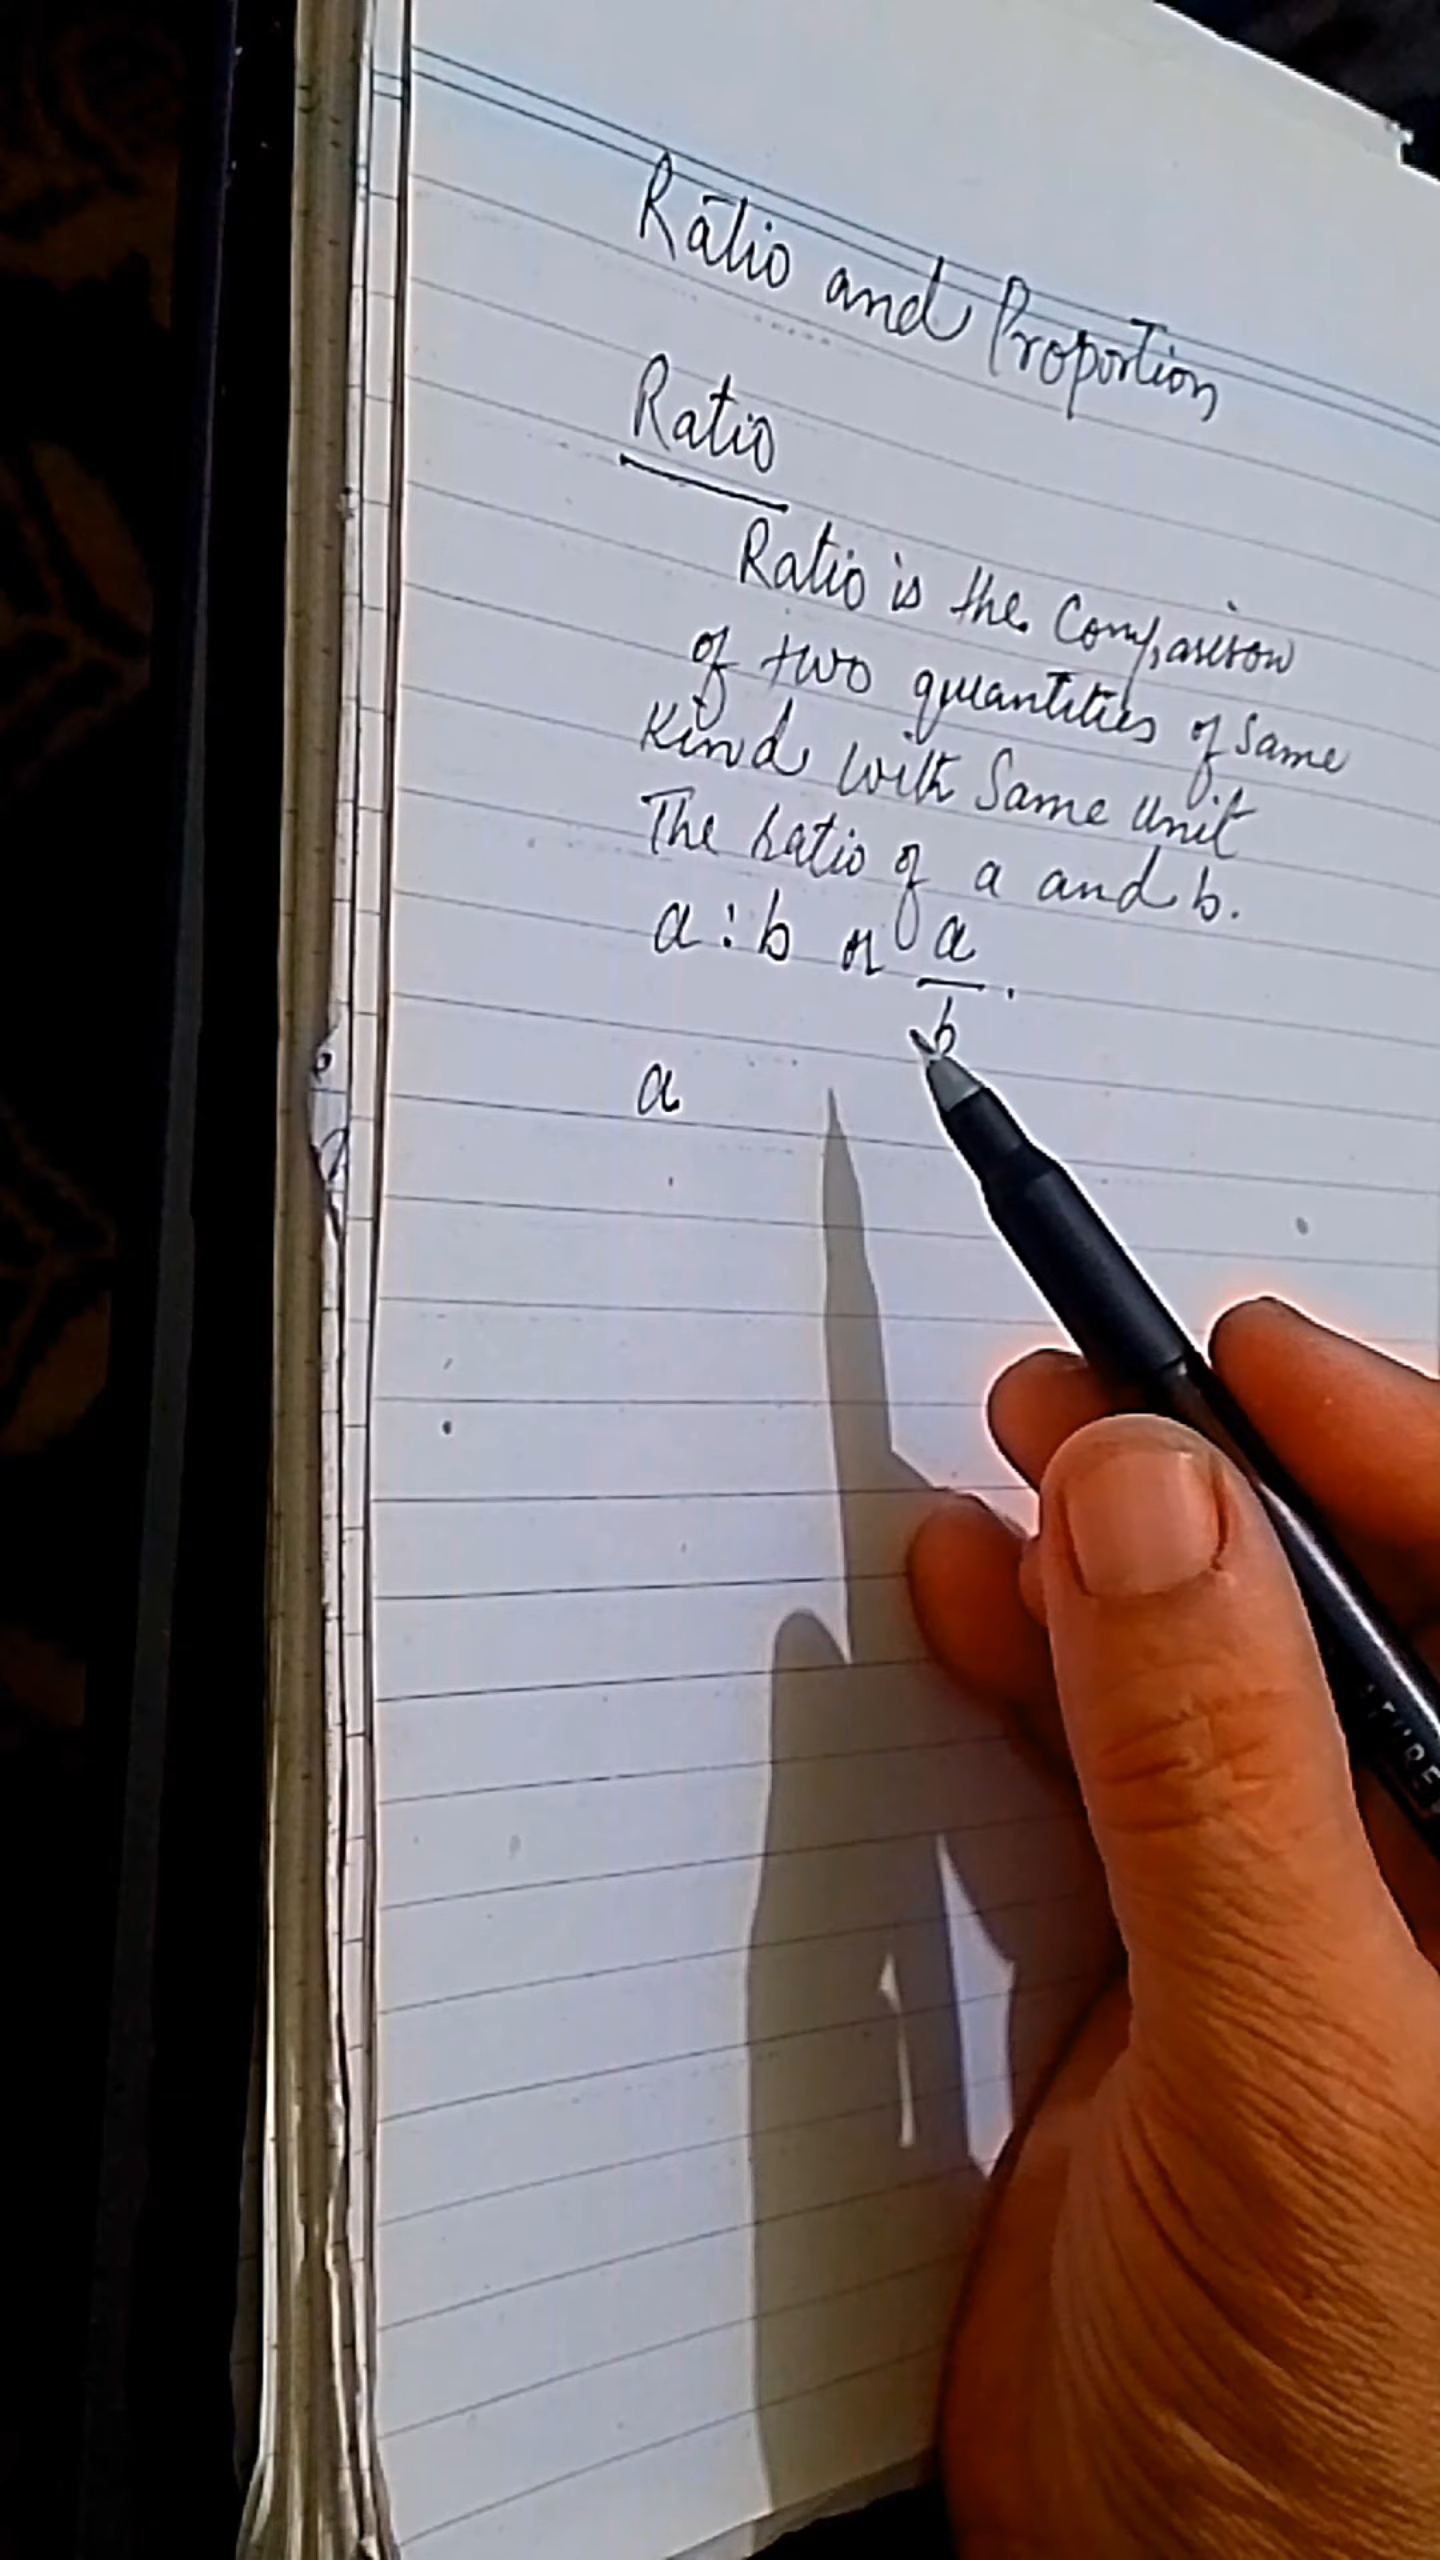 Ratio and Proportion
Ratio
Ratio is the Comparison
of two quantities of Same
Kind with Same Unit
The ratio of a and b.
a : b or a/b.
a